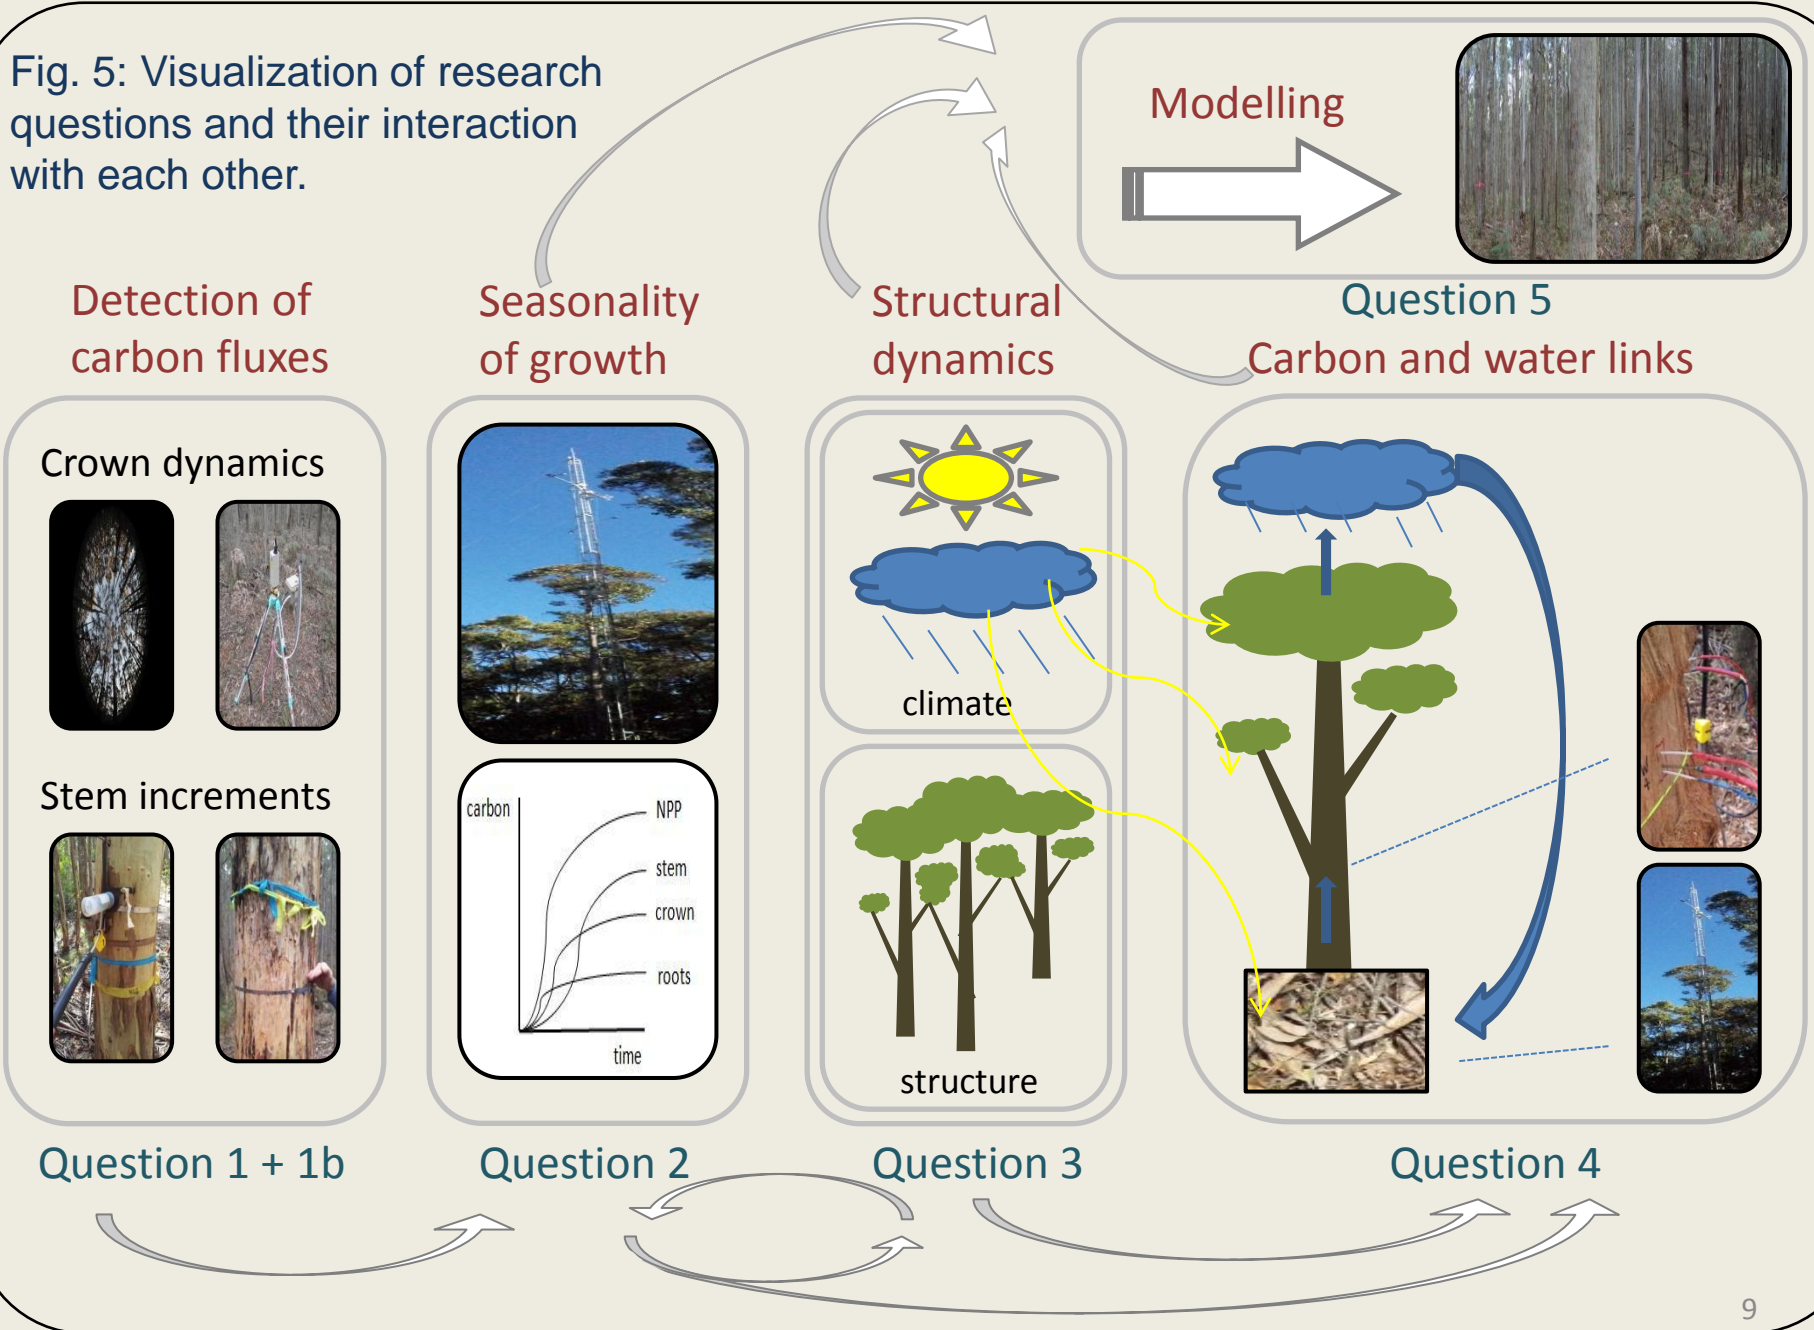 Fig. 5: Visualization of research
questions and their interaction
with each other.
Modelling
Question 5
Detection of
carbon fluxes
Seasonality
of growth
Structural
dynamics
Carbon and water links
Crown dynamics
Stem increments
carbon
NPP
stem
crown
roots
time
climate
structure
Question 1 + 1b
Question 2
Question 3
Question 4
9